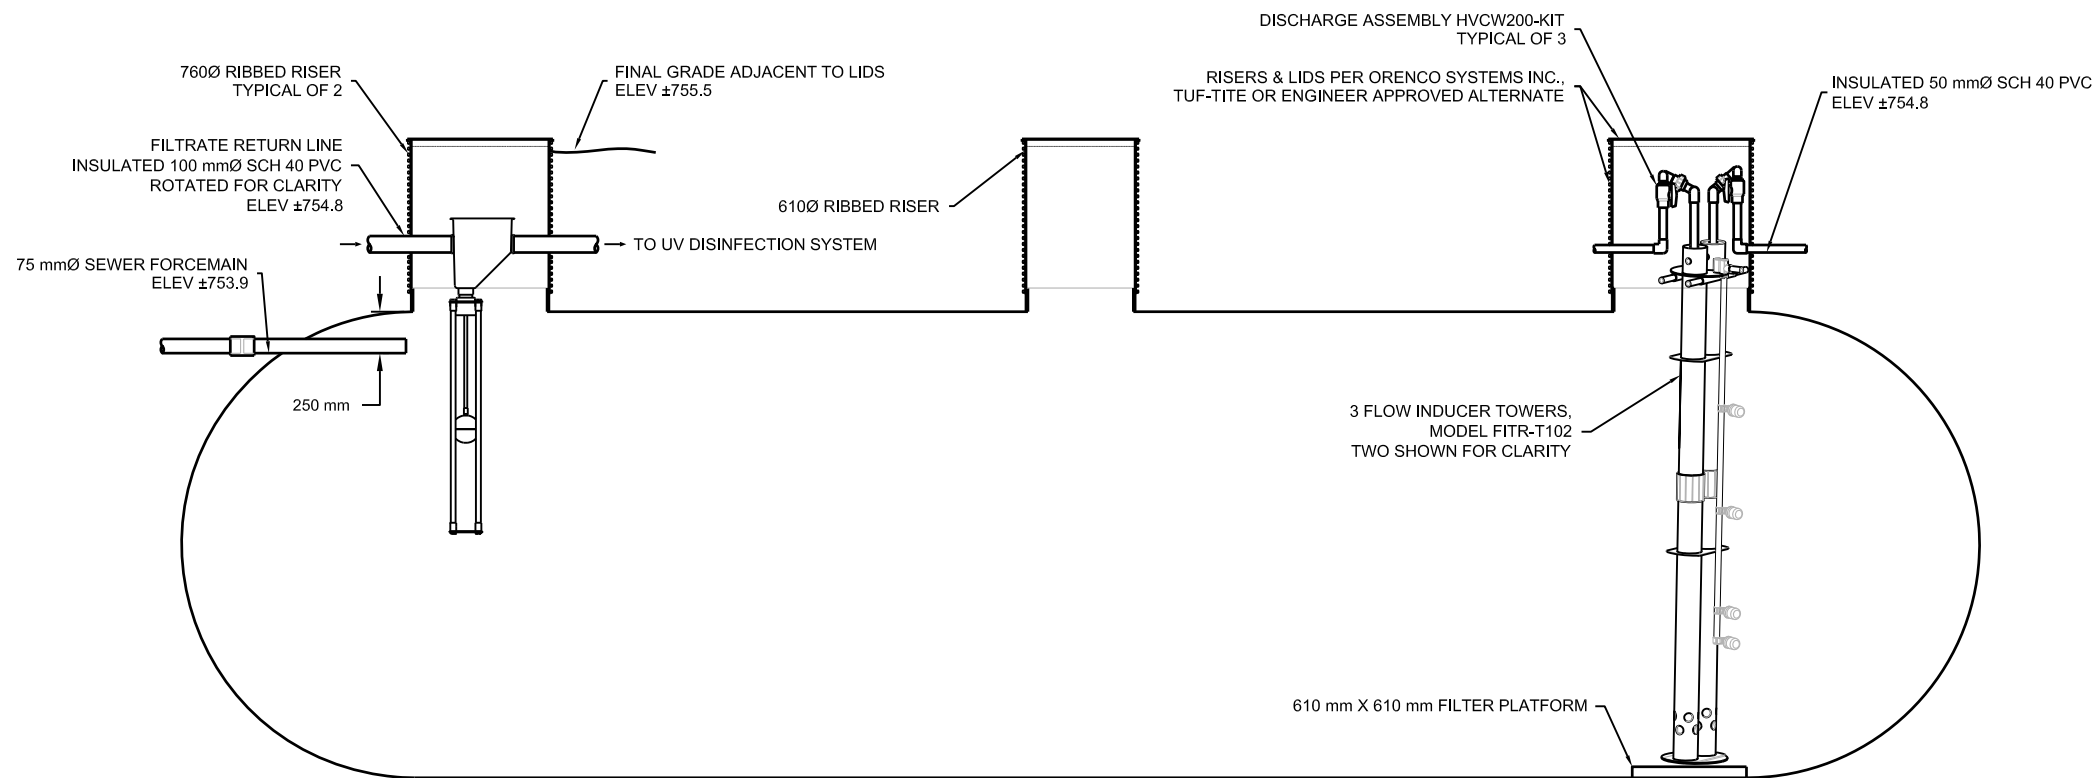 DISCHARGE ASSEMBLY HVCW200-KIT
TYPICAL OF 3
760Ø RIBBED RISER
TYPICAL OF 2
FINAL GRADE ADJACENT TO LIDS
ELEV ±755.5
RISERS & LIDS PER ORENCO SYSTEMS INC.,
TUF-TITE OR ENGINEER APPROVED ALTERNATE
INSULATED 50 mmØ SCH 40 PVC
ELEV ±754.8
FILTRATE RETURN LINE
INSULATED 100 mmØ SCH 40 PVC
ROTATED FOR CLARITY
ELEV ±754.8
610Ø RIBBED RISER
TO UV DISINFECTION SYSTEM
75 mmØ SEWER FORCEMAIN
ELEV ±753.9
250 mm
3 FLOW INDUCER TOWERS,
MODEL FITR-T102
TWO SHOWN FOR CLARITY
610 mm X 610 mm FILTER PLATFORM